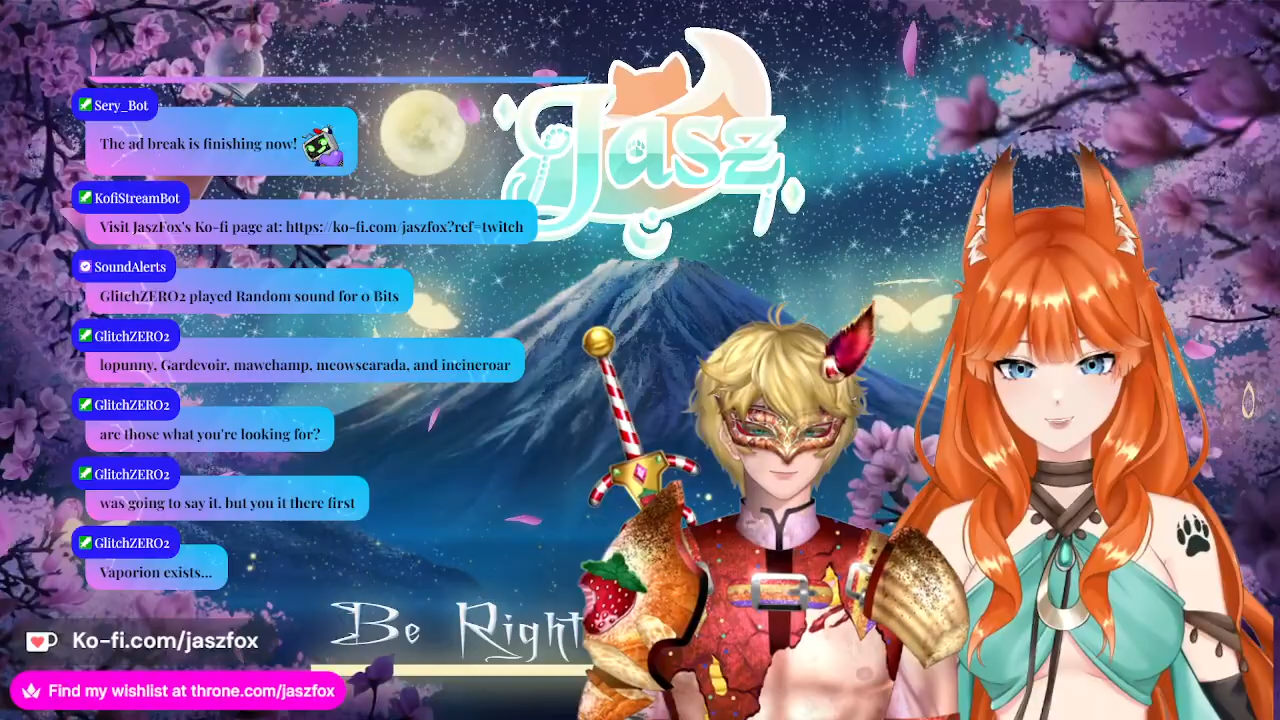 Jasz
Sery_Bot
The ad break is finishing now!
KofiStreamBot
Visit JaszFox's Ko-fi page at: https://ko-fi.com/jaszfox?ref=twitch
SoundAlerts
GlitchZERO2 played Random sound for 0 Bits
GlitchZERO2
lopunny, Gardevoir, mawchamp, meowscarada, and incineroar
GlitchZERO2
are those what you're looking for?
GlitchZERO2
was going to say it, but you it there first
GlitchZERO2
Vaporion exists...
Be Right
Ko-fi.com/jaszfox
Find my wishlist at throne.com/jaszfox